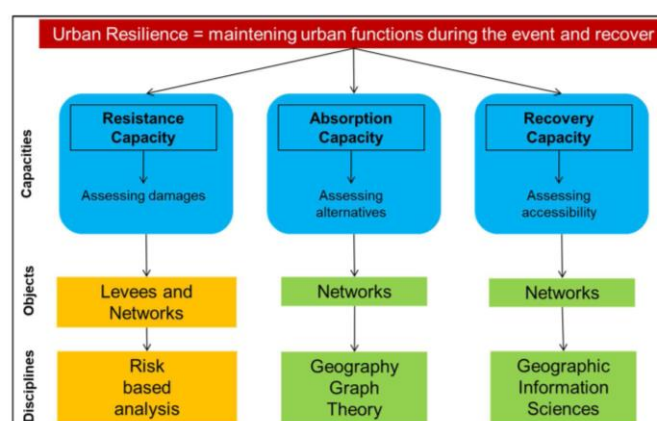 Urban Resilience = maintening urban functions during the event and recover
Capacities
Resistance
Capacity
Assessing damages
Absorption
Capacity
Assessing
alternatives
Recovery
Capacity
Assessing
accessibility
Objects
Levees and
Networks
Networks
Networks
Disciplines
Risk
based
analysis
Geography
Graph
Theory
Geographic
Information
Sciences